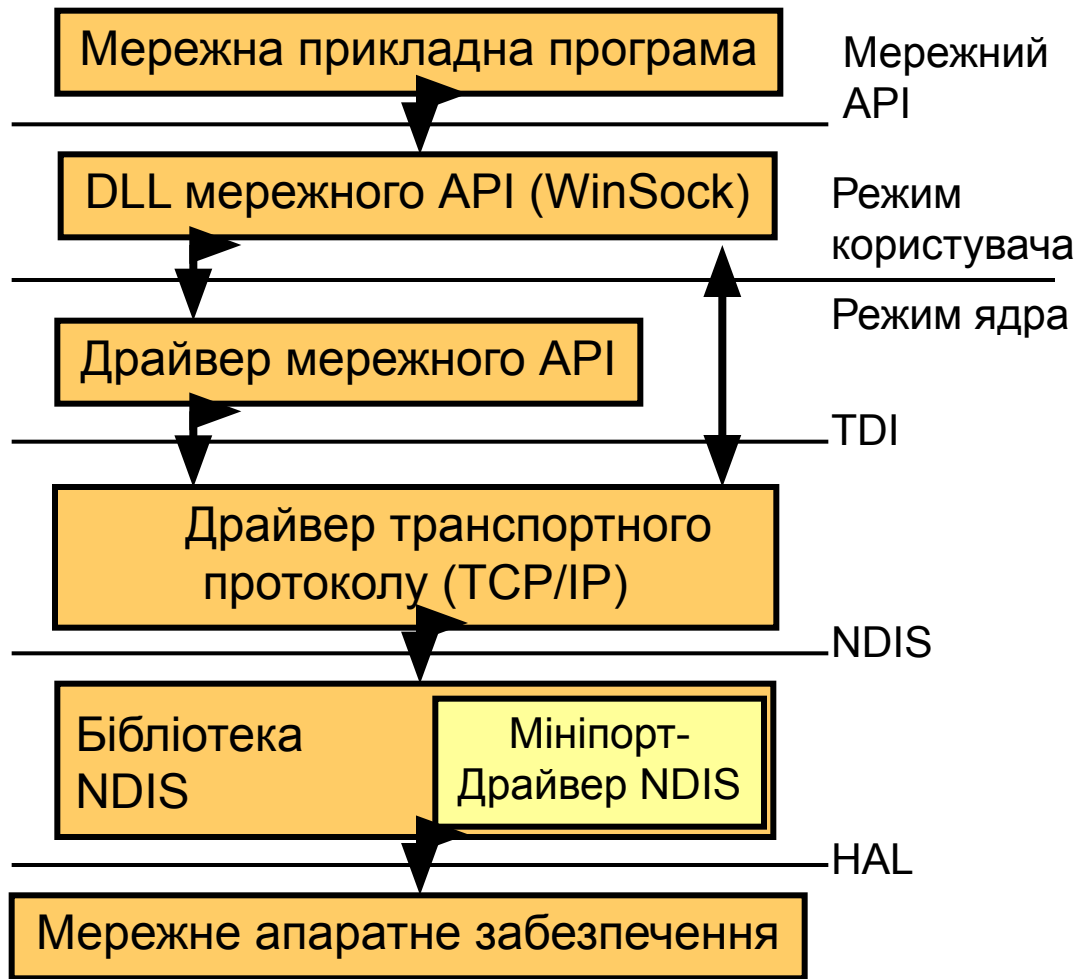 Мережна прикладна програма
Мережний
API
DLL мережного API (WinSock)
Режим
користувача
Режим ядра
Драйвер мережного API
TDI
Драйвер транспортного
протоколу (TCP/IP)
NDIS
Бібліотека
NDIS
Мініпорт-
Драйвер NDIS
HAL
Мережне апаратне забезпечення